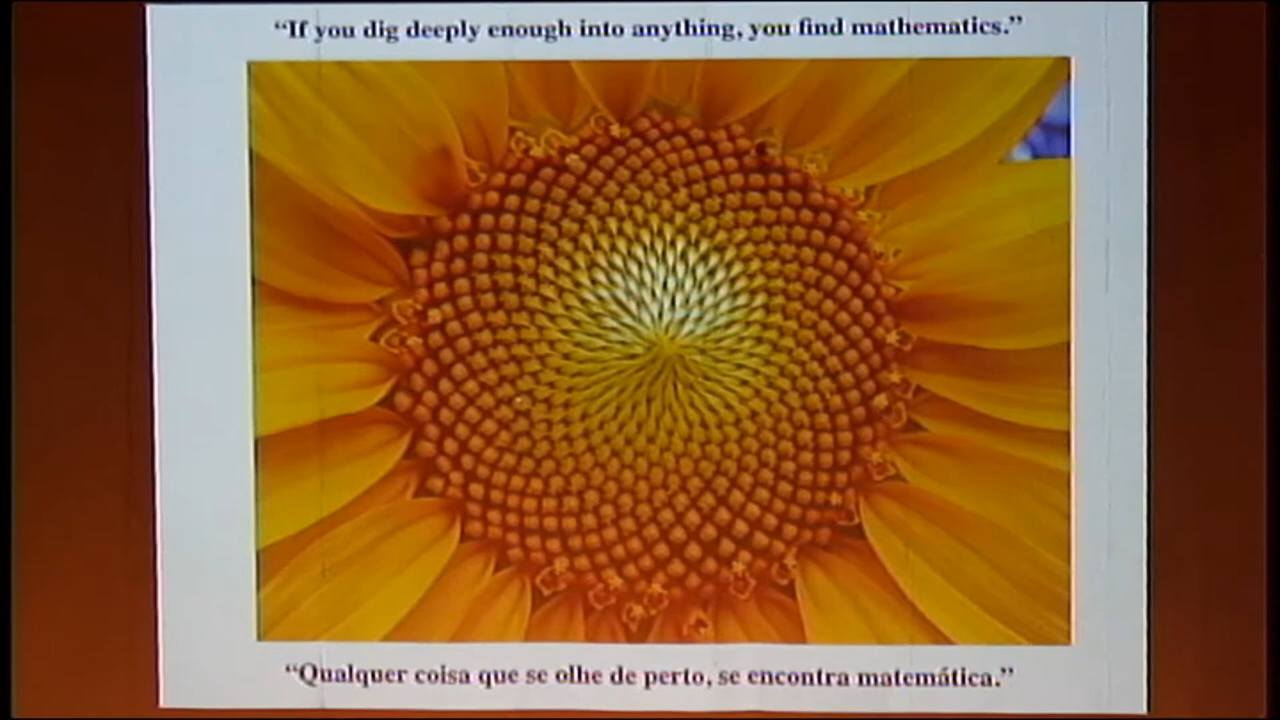 “If you dig deeply enough into anything, you find mathematics.”
“Qualquer coisa que se olhe de perto, se encontra matemática.”